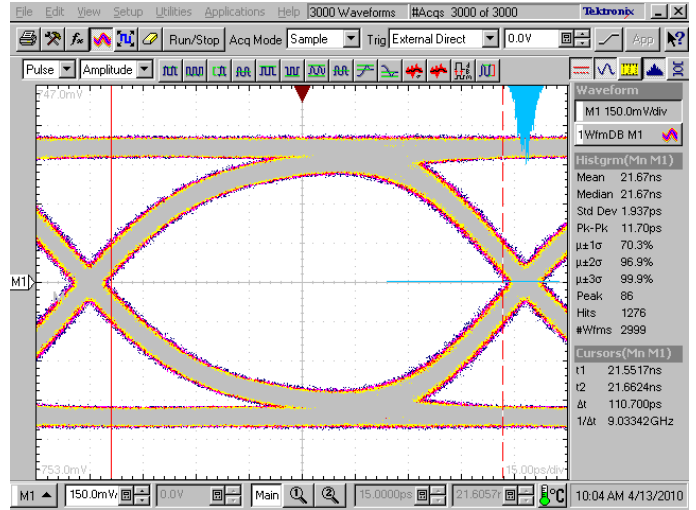 File Edit View Setup Utilities Applications Help 3000 Waveforms #Acqs 3000 of 3000 Tektronix
Run/Stop Acq Mode Sample Trig External Direct 0.0V App
Pulse Amplitude
747.0mV
Waveform
M1 150.0mV/div
1WfmDB M1
Histgrm(Mn M1)
Mean 21.67ns
Median 21.67ns
Std Dev 1.937ps
Pk-Pk 11.70ps
µ±1σ 70.3%
µ±2σ 96.9%
µ±3σ 99.9%
Peak 86
Hits 1276
#Wfms 2999
M1
Cursors(Mn M1)
t1 21.5517ns
t2 21.6624ns
Δt 110.700ps
1/Δt 9.03342GHz
-753.0mV 15.00ps/div
M1 150.0mV/ 0.0V Main 15.0000ps 21.6057r °C 10:04 AM 4/13/2010